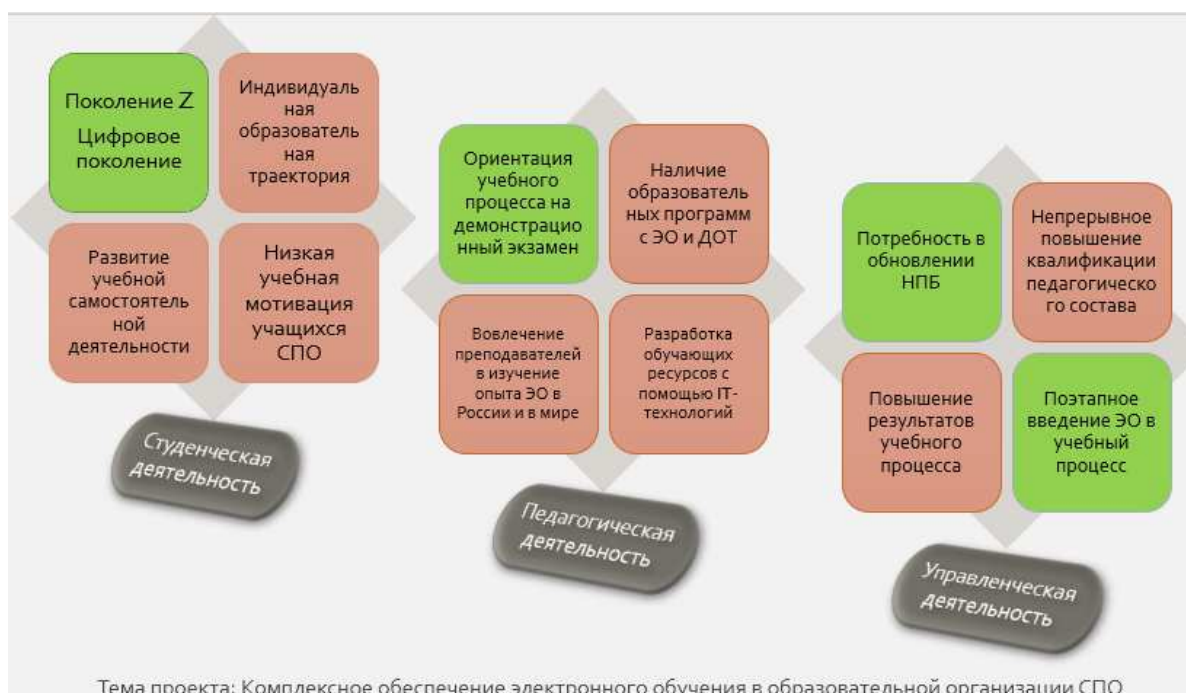 Поколение Z
Цифровое
поколение
Индивидуаль
ная
образователь
ная
траектория
Развитие
учебной
самостоятель
ной
деятельности
Низкая
учебная
мотивация
учащихся
СПО
Студенческая
деятельность
Ориентация
учебного
процесса на
демонстрацио
нный экзамен
Наличие
образователь
ных программ
с ЭО и ДОТ
Вовлечение
преподавателей
в изучение
опыта ЭО в
России и в мире
Разработка
обучающих
ресурсов с
помощью IT-
технологий
Педагогическая
деятельность
Потребность в
обновлении
НПБ
Непрерывное
повышение
квалификации
педагогическо
го состава
Повышение
результатов
учебного
процесса
Поэтапное
введение ЭО в
учебный
процесс
Управленческая
деятельность
Тема проекта: Комплексное обеспечение электронного обучения в образовательной организации СПО